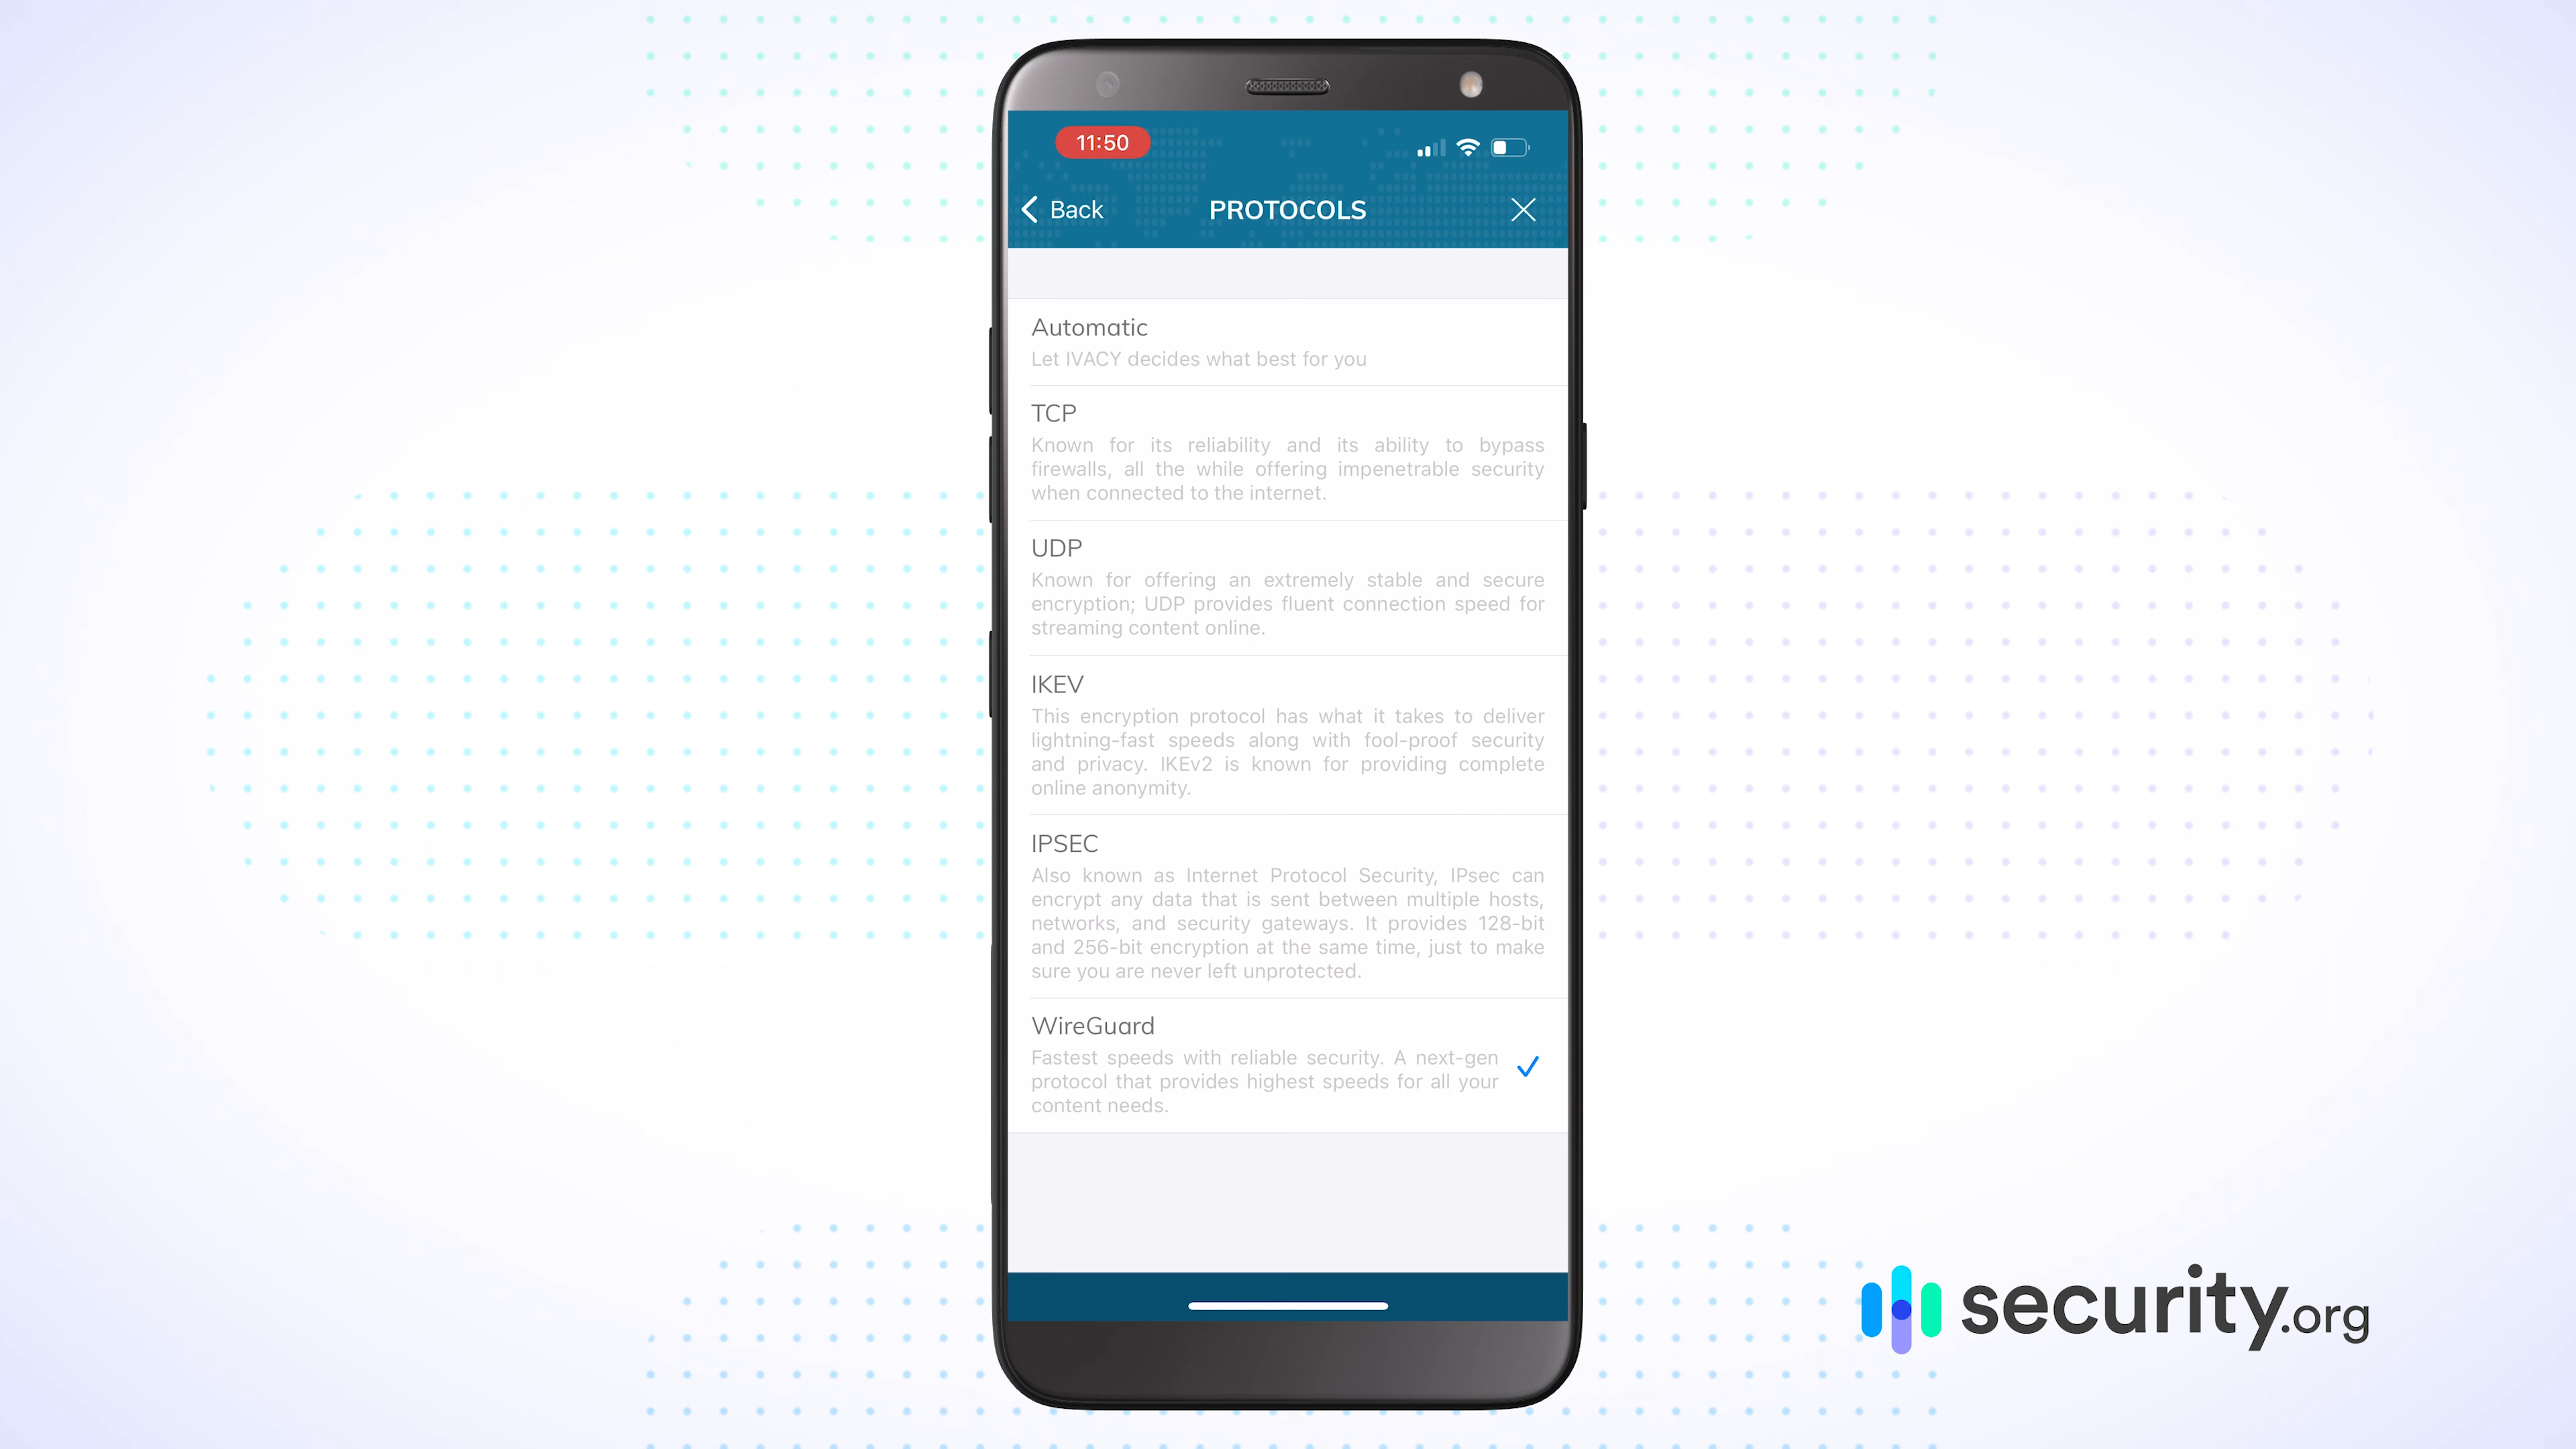 11:50
Back
PROTOCOLS
Automatic
Let IVACY decides what best for you
TCP
Known for its reliability and its ability to bypass
firewalls, all the while offering impenetrable security
when connected to the internet.
UDP
Known for offering an extremely stable and secure
encryption; UDP provides fluent connection speed for
streaming content online.
IKEV
This encryption protocol has what it takes to deliver
lightning-fast speeds along with fool-proof security
and privacy. IKEv2 is known for providing complete
online anonymity.
IPSEC
Also known as Internet Protocol Security, IPsec can
encrypt any data that is sent between multiple hosts,
networks, and security gateways. It provides 128-bit
and 256-bit encryption at the same time, just to make
sure you are never left unprotected.
WireGuard
Fastest speeds with reliable security. A next-gen
protocol that provides highest speeds for all your
content needs.
security.org